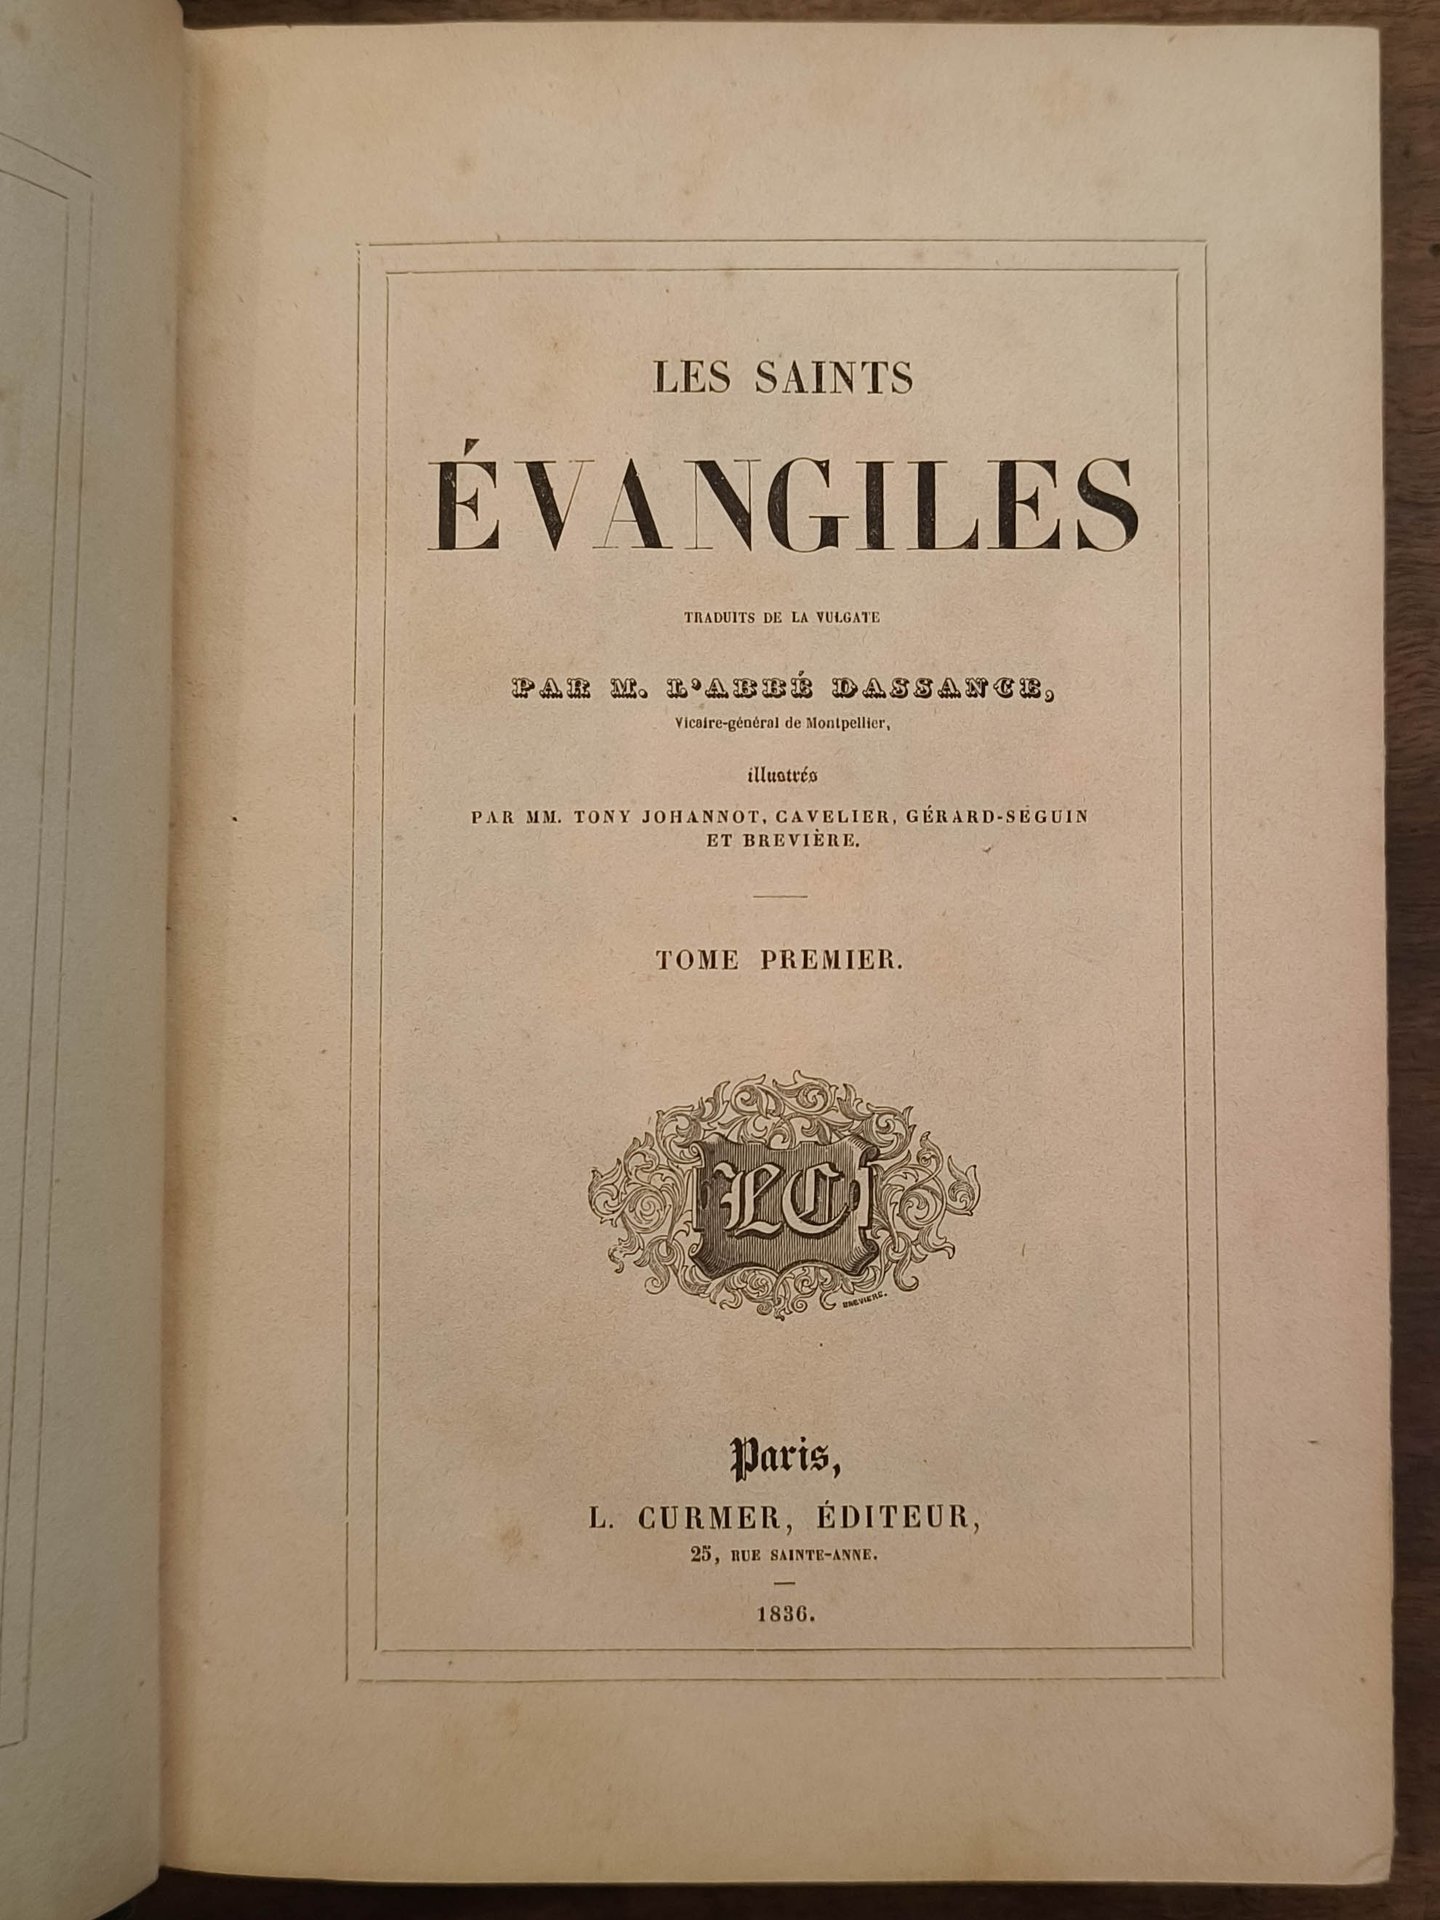 LES SAINTS
ÉVANGILES
TRADUITS DE LA VULGATE
PAR M. L'ABBÉ DASSANCE,
Vicaire-général de Montpellier,
illustrés
PAR MM. TONY JOHANNOT, CAVELIER, GÉRARD-SEGUIN
ET BREVIÈRE.
TOME PREMIER.
LC
BREVIERE.
Paris,
L. CURMER, ÉDITEUR,
25, RUE SAINTE-ANNE.
1836.